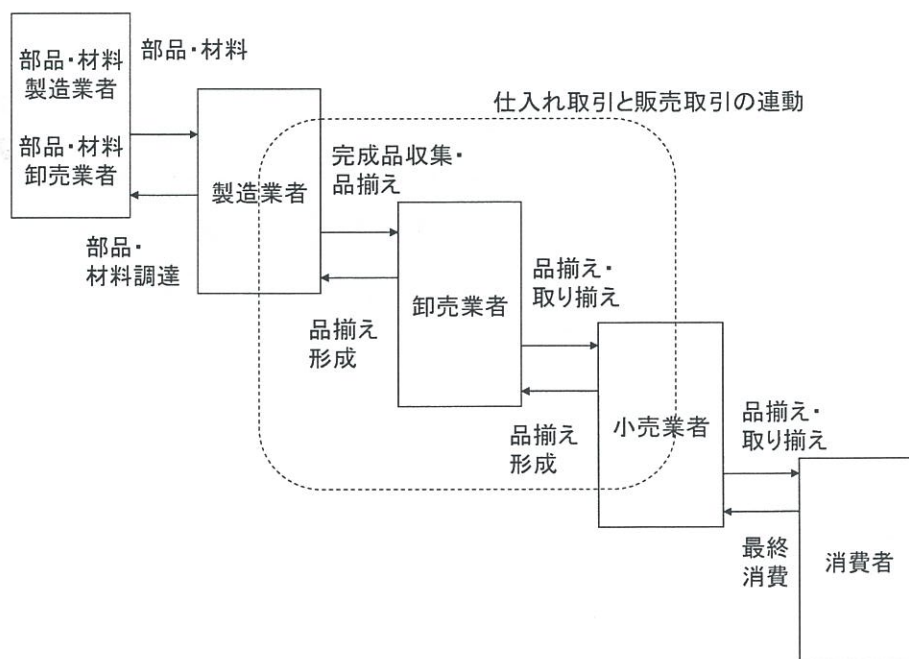 部品・材料
製造業者
部品・材料
卸売業者
部品・材料
部品・
材料調達
製造業者
仕入れ取引と販売取引の連動
完成品収集・
品揃え
品揃え
形成
卸売業者
品揃え・
取り揃え
品揃え
形成
小売業者
品揃え・
取り揃え
最終
消費
消費者